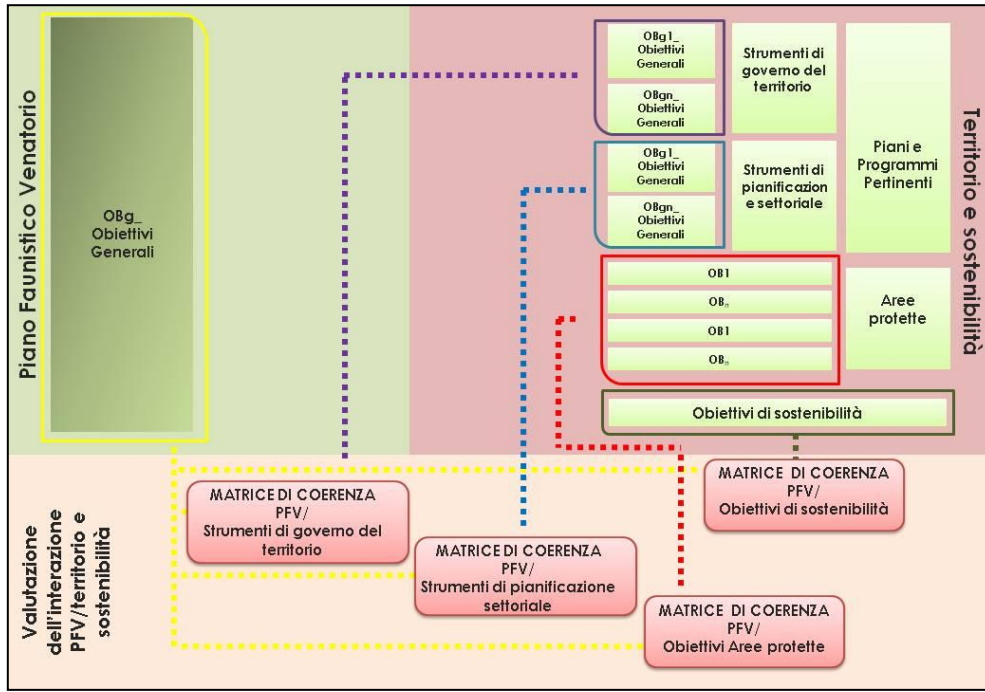 Piano Faunistico Venatorio
OBg_
Obiettivi
Generali
OBg1_
Obiettivi
Generali
OBgn_
Obiettivi
Generali
Strumenti di
governo del
territorio
OBg1_
Obiettivi
Generali
OBgn_
Obiettivi
Generali
Strumenti di
pianificazion
e settoriale
Piani e
Programmi
Pertinenti
OB1
OBn
OB1
OBn
Aree
protette
Obiettivi di sostenibilità
Territorio e sostenibilità
Valutazione
dell'interazione
PFV/territorio e
sostenibilità
MATRICE DI COERENZA
PFV/
Strumenti di governo del
territorio
MATRICE DI COERENZA
PFV/
Strumenti di pianificazione
settoriale
MATRICE DI COERENZA
PFV/
Obiettivi di sostenibilità
MATRICE DI COERENZA
PFV/
Obiettivi Aree protette